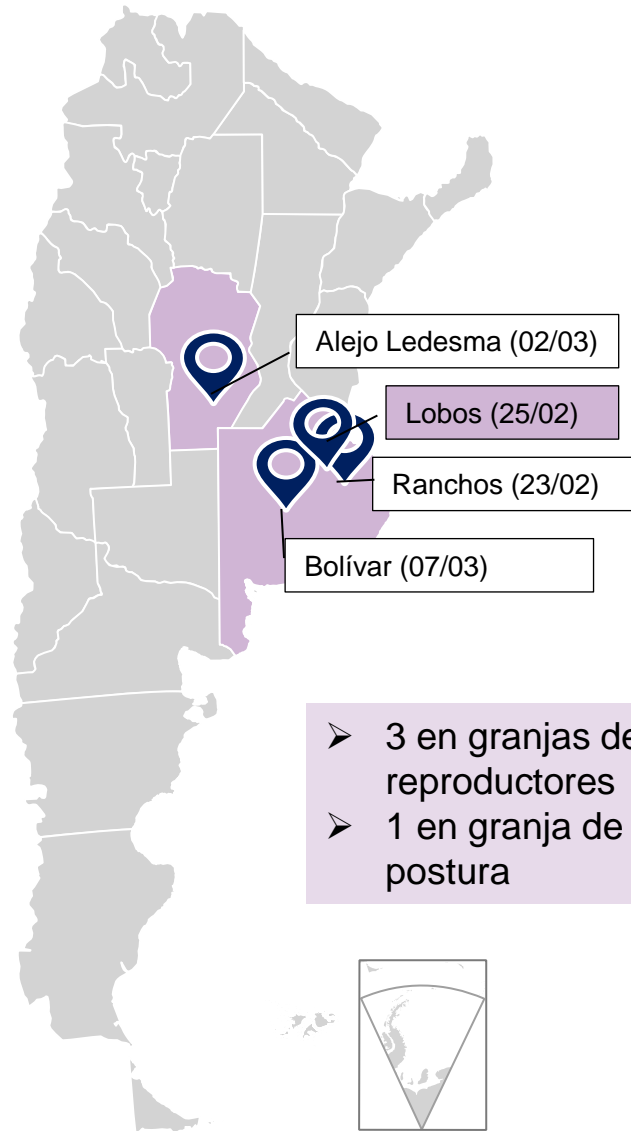 Alejo Ledesma (02/03)
Lobos (25/02)
Ranchos (23/02)
Bolívar (07/03)
➢ 3 en granjas de
reproductores
➢ 1 en granja de
postura